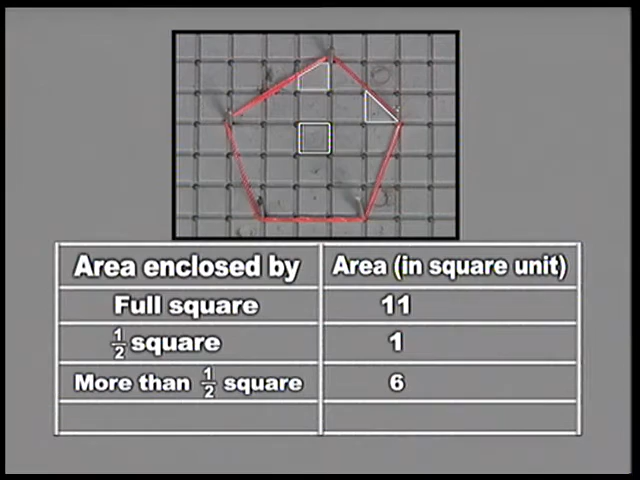 Area enclosed by Area (in square unit)
Full square 11
1/2 square 1
More than 1/2 square 6